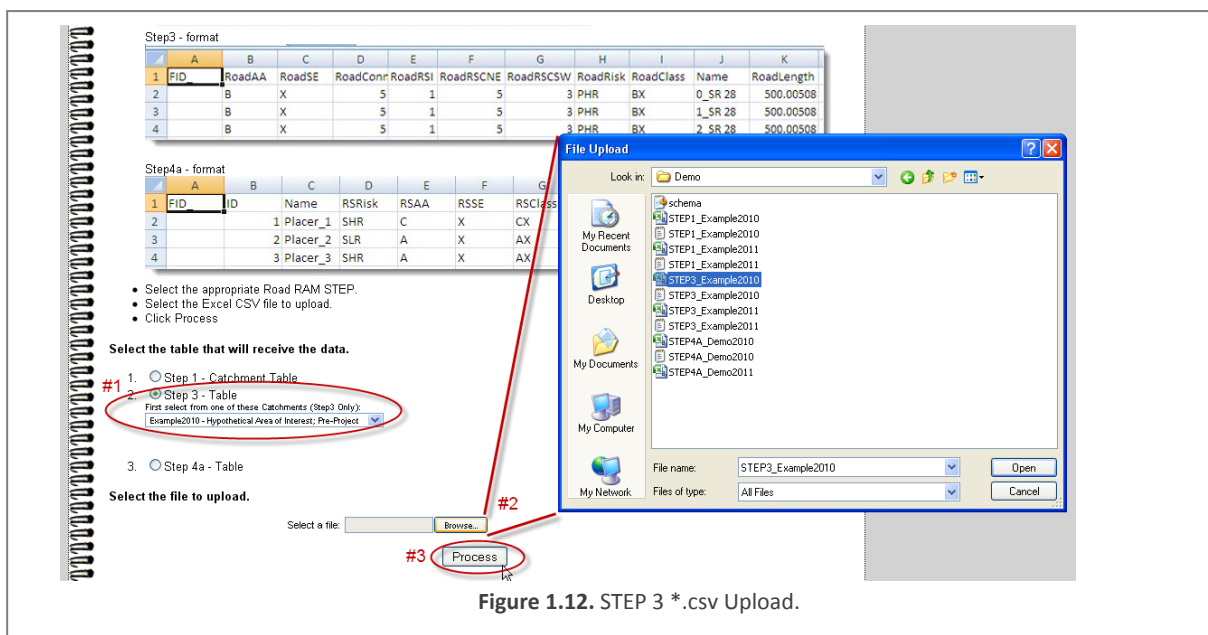 Step3 - format
A B C D E F G H I J K
1 FID_ RoadAA RoadSE RoadConn RoadRSI RoadRSCNE RoadRSCSW RoadRisk RoadClass Name RoadLength
2 B X 5 1 5 3 PHR BX 0_SR 28 500.00508
3 B X 5 1 5 3 PHR BX 1_SR 28 500.00508
4 B X 5 1 5 3 PHR BX 2_SR 28 500.00508
Step4a - format
A B C D E F G
1 FID_ ID Name RSRisk RSAA RSSE RSClass
2 1 Placer_1 SHR C X CX
3 2 Placer_2 SLR A X AX
4 3 Placer_3 SHR A X AX
• Select the appropriate Road RAM STEP.
• Select the Excel CSV file to upload.
• Click Process
Select the table that will receive the data.
#1
1. Step 1 - Catchment Table
2. Step 3 - Table
First select from one of these Catchments (Step3 Only):
Example2010 - Hypothetical Area of Interest; Pre-Project
3. Step 4a - Table
Select the file to upload.
#2
Select a file: Browse...
#3 Process
File Upload
Look in: Demo
My Recent Documents
Desktop
My Documents
My Computer
My Network
schema
STEP1_Example2010
STEP1_Example2010
STEP1_Example2011
STEP1_Example2011
STEP3_Example2010
STEP3_Example2010
STEP3_Example2011
STEP3_Example2011
STEP4A_Demo2010
STEP4A_Demo2010
STEP4A_Demo2011
File name: STEP3_Example2010 Open
Files of type: All Files Cancel
Figure 1.12. STEP 3 *.csv Upload.